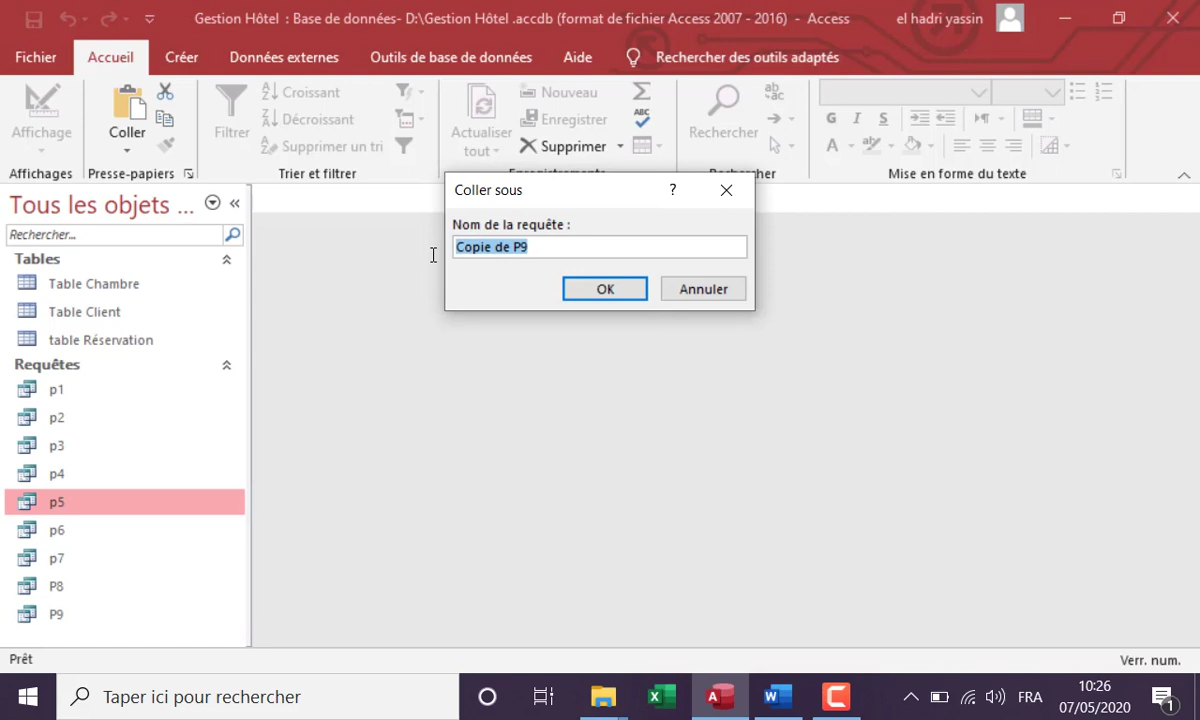 Gestion Hôtel : Base de données- D:\Gestion Hôtel .accdb (format de fichier Access 2007 - 2016) - Access
el hadri yassin
Fichier
Accueil
Créer
Données externes
Outils de base de données
Aide
Rechercher des outils adaptés
Affichage
Coller
Filtrer
Croissant
Décroissant
Supprimer un tri
Actualiser
tout
Nouveau
Enregistrer
Supprimer
Rechercher
G I S
A
Affichages
Presse-papiers
Trier et filtrer
Mise en forme du texte
Tous les objets ...
Rechercher...
Tables
Table Chambre
Table Client
table Réservation
Requêtes
p1
p2
p3
p4
p5
p6
p7
P8
P9
Coller sous
?
Nom de la requête :
Copie de P9
OK
Annuler
Prêt
Verr. num.
Taper ici pour rechercher
FRA
10:26
07/05/2020
1